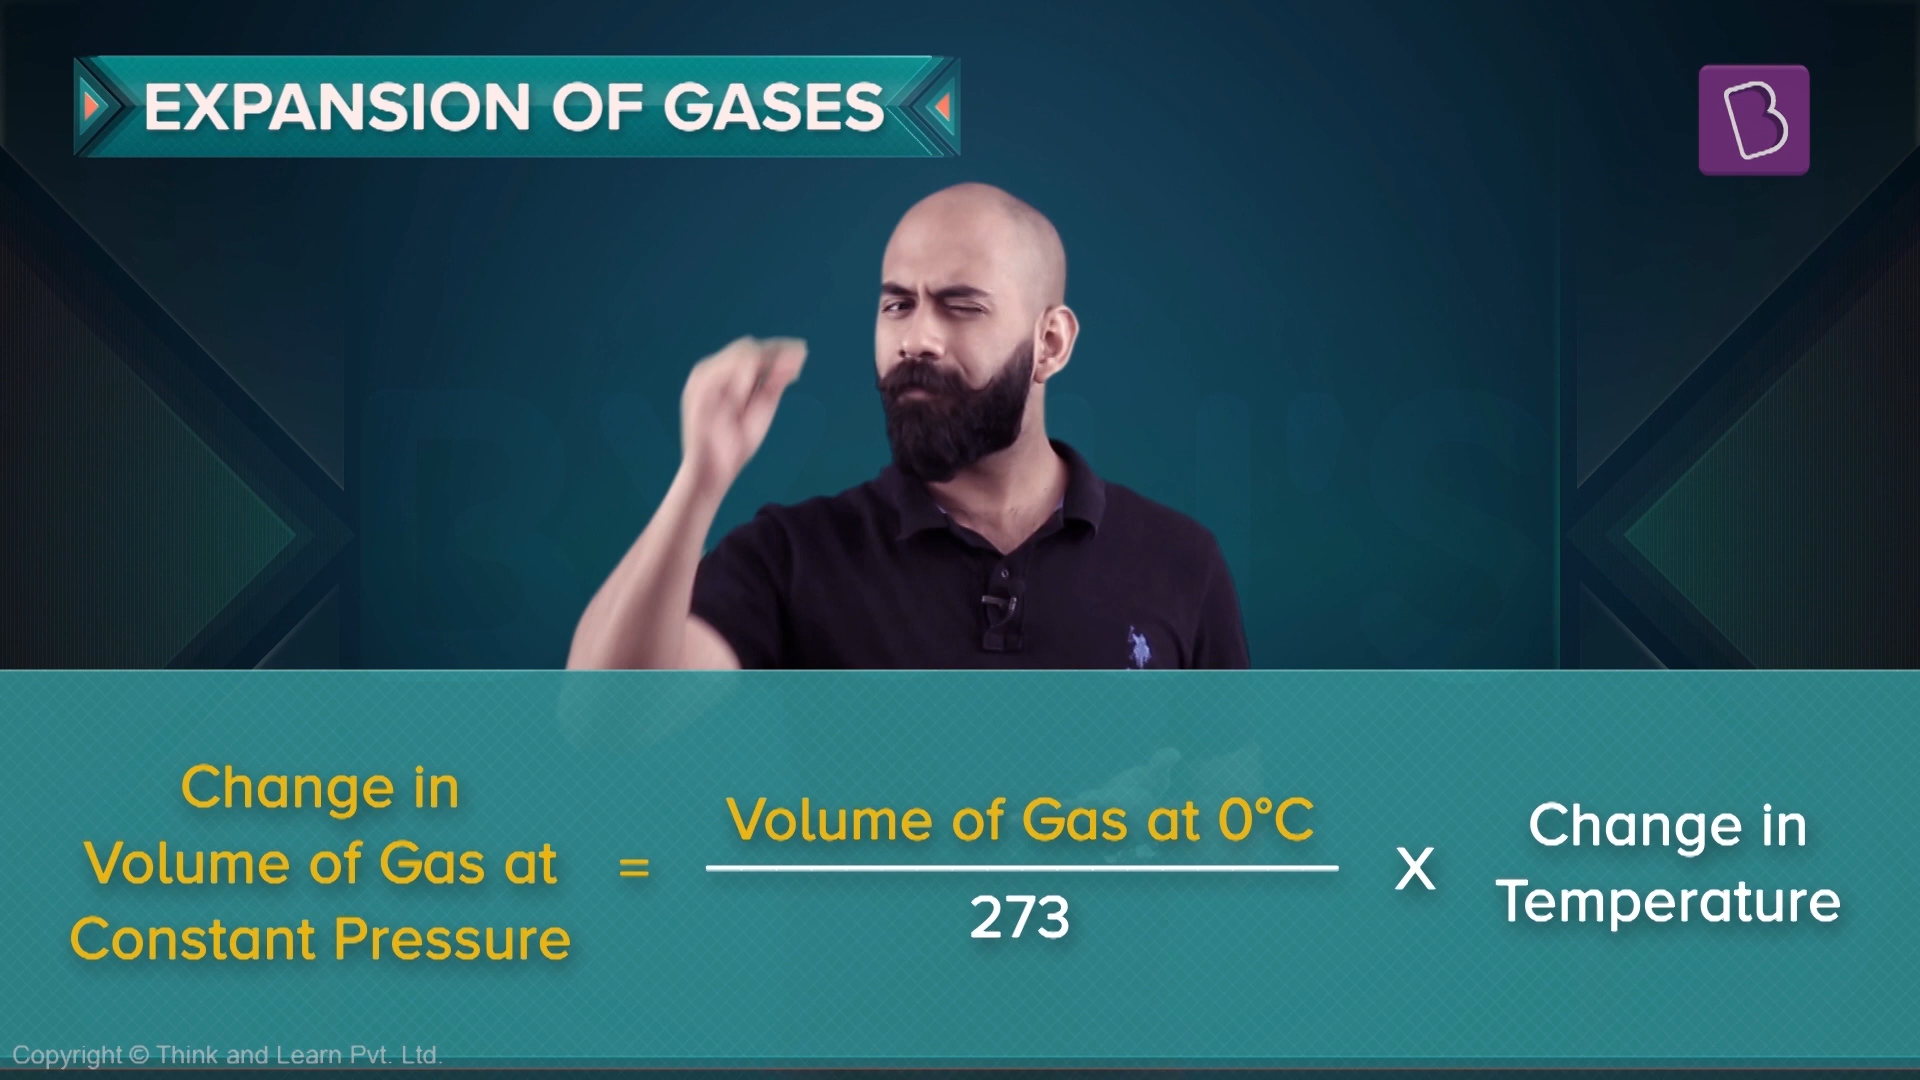 EXPANSION OF GASES
B
Change in
Volume of Gas at
Constant Pressure
=
Volume of Gas at 0°C
273
X
Change in
Temperature
Copyright © Think and Learn Pvt. Ltd.